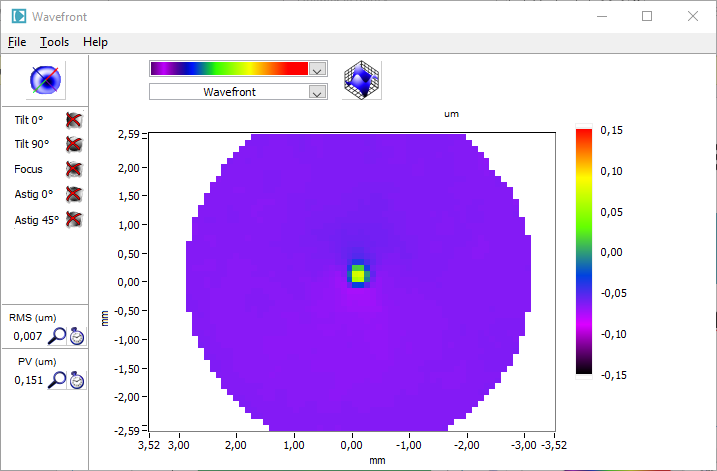 Wavefront
File Tools Help
Wavefront
um
Tilt 0°
Tilt 90°
Focus
Astig 0°
Astig 45°
RMS (um)
0,007
PV (um)
0,151
2,59
2,00
1,50
1,00
0,50
0,00
-0,50
-1,00
-1,50
-2,00
-2,59
mm
3,52 3,00 2,00 1,00 0,00 -1,00 -2,00 -3,00 -3,52
mm
0,15
0,10
0,05
0,00
-0,05
-0,10
-0,15